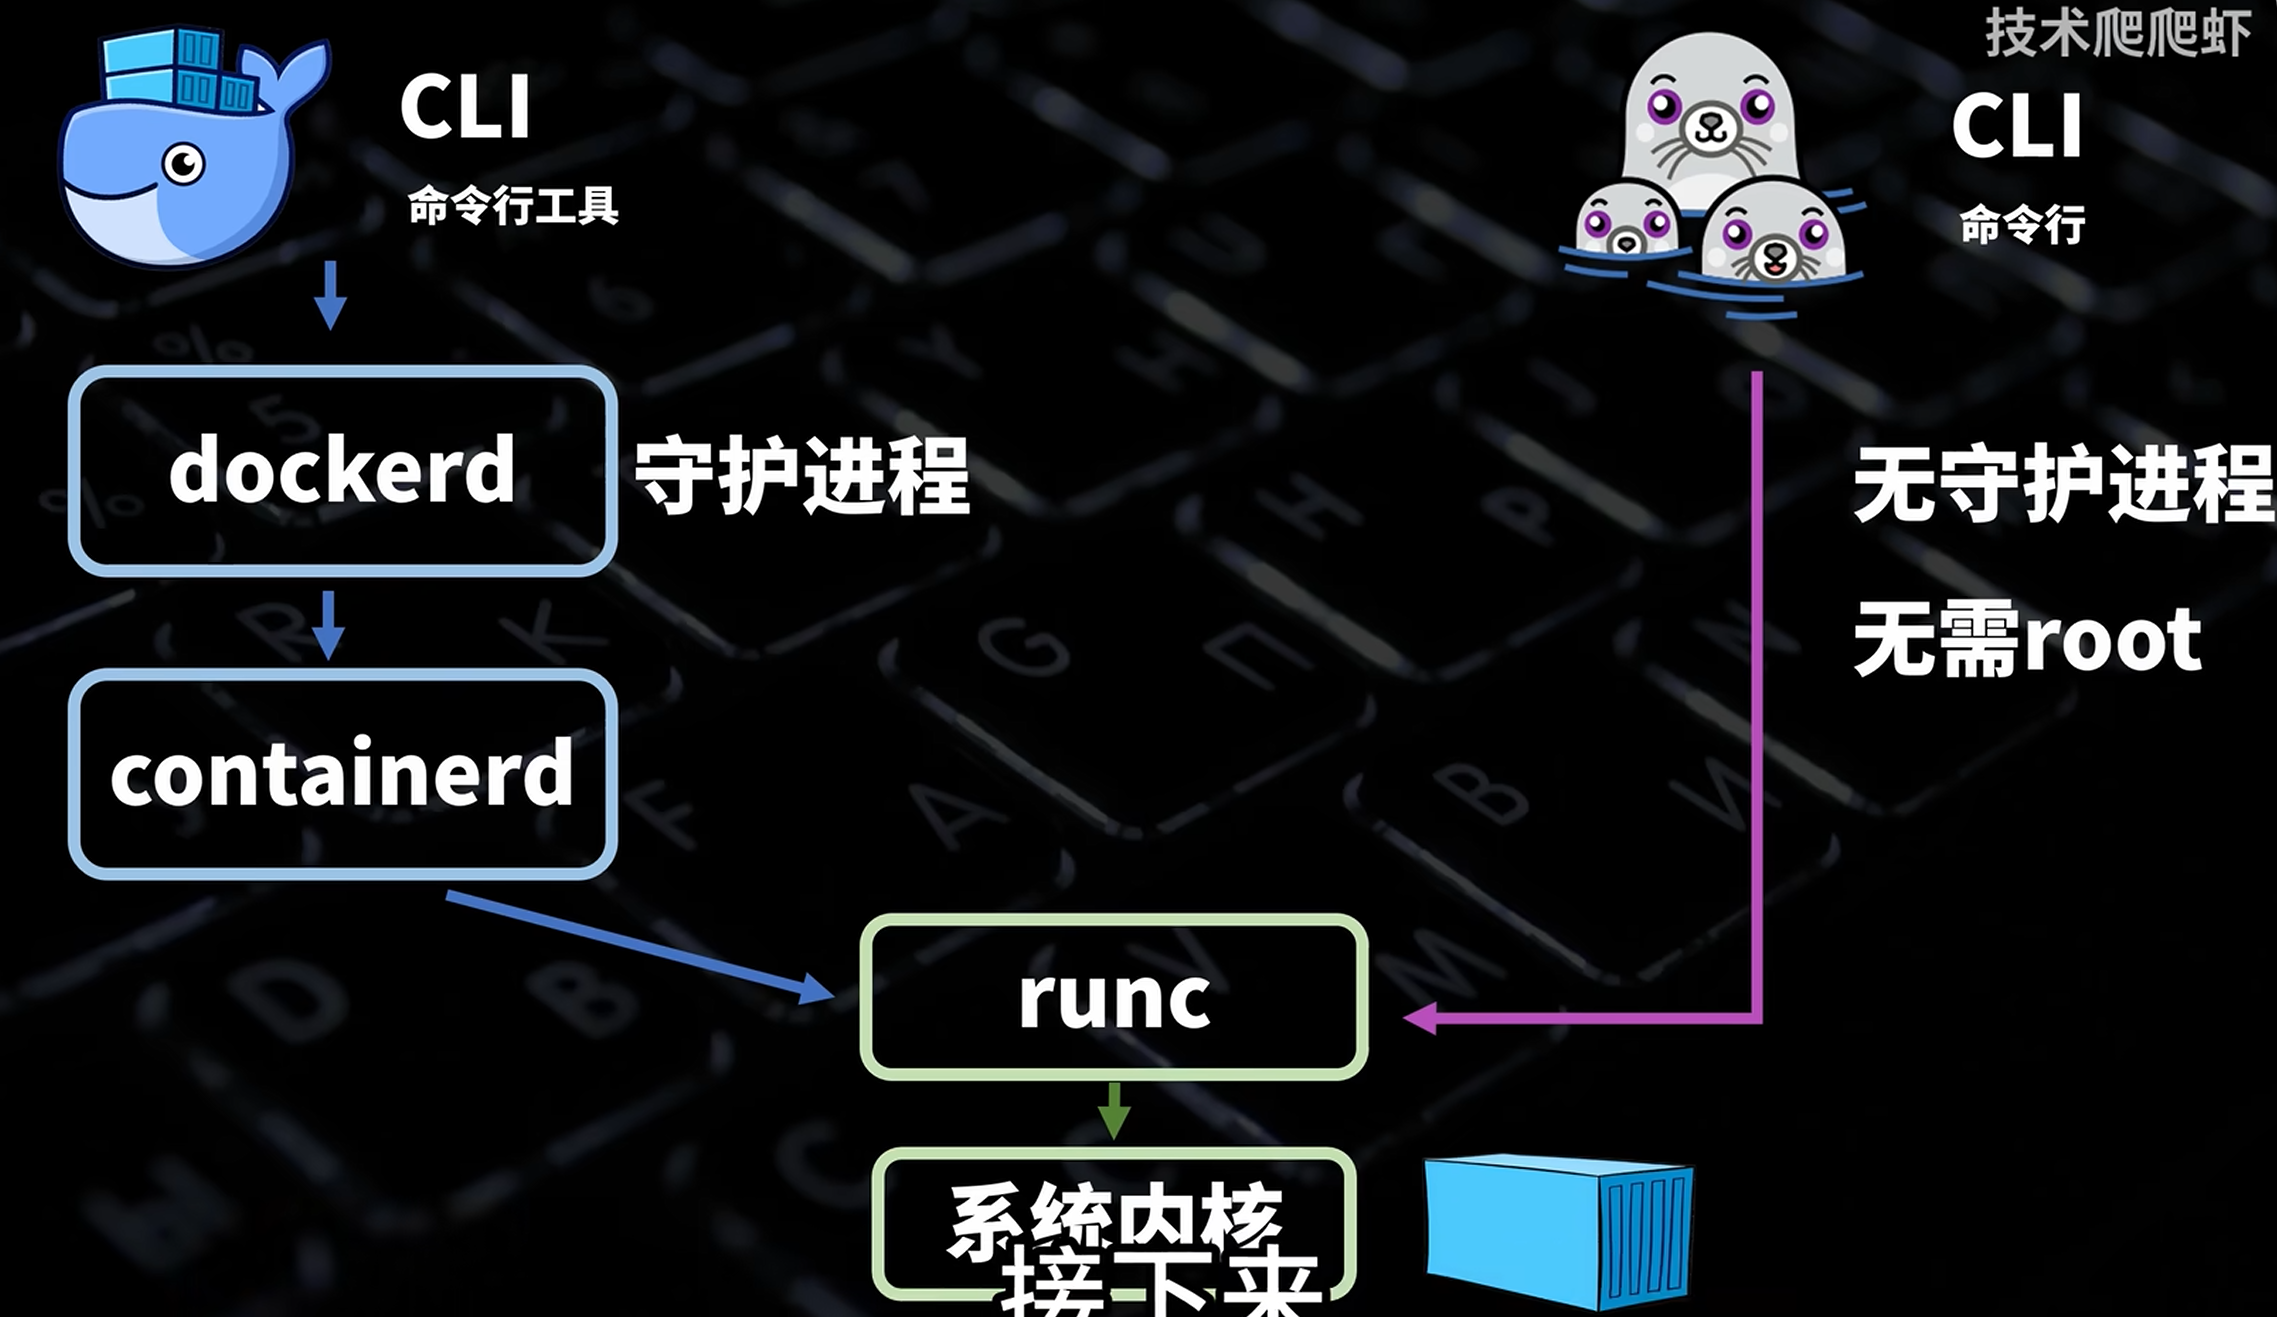 技术爬爬虾
CLI
命令行工具
CLI
命令行
dockerd
守护进程
无守护进程
无需root
containerd
runc
系统内核
接下来